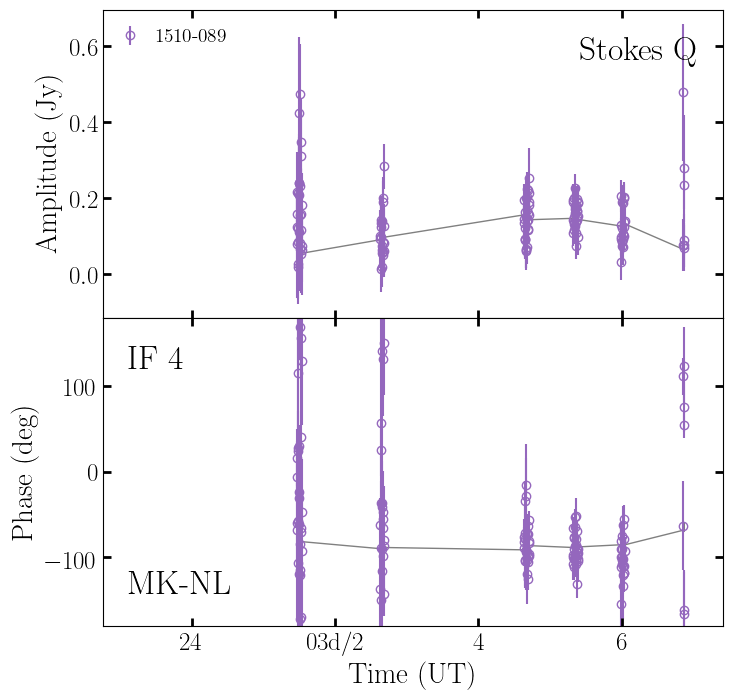 1510-089
Stokes Q
0.6
0.4
0.2
0.0
Amplitude (Jy)
IF 4
100
0
−100
Phase (deg)
MK-NL
24 03d/2 4 6
Time (UT)